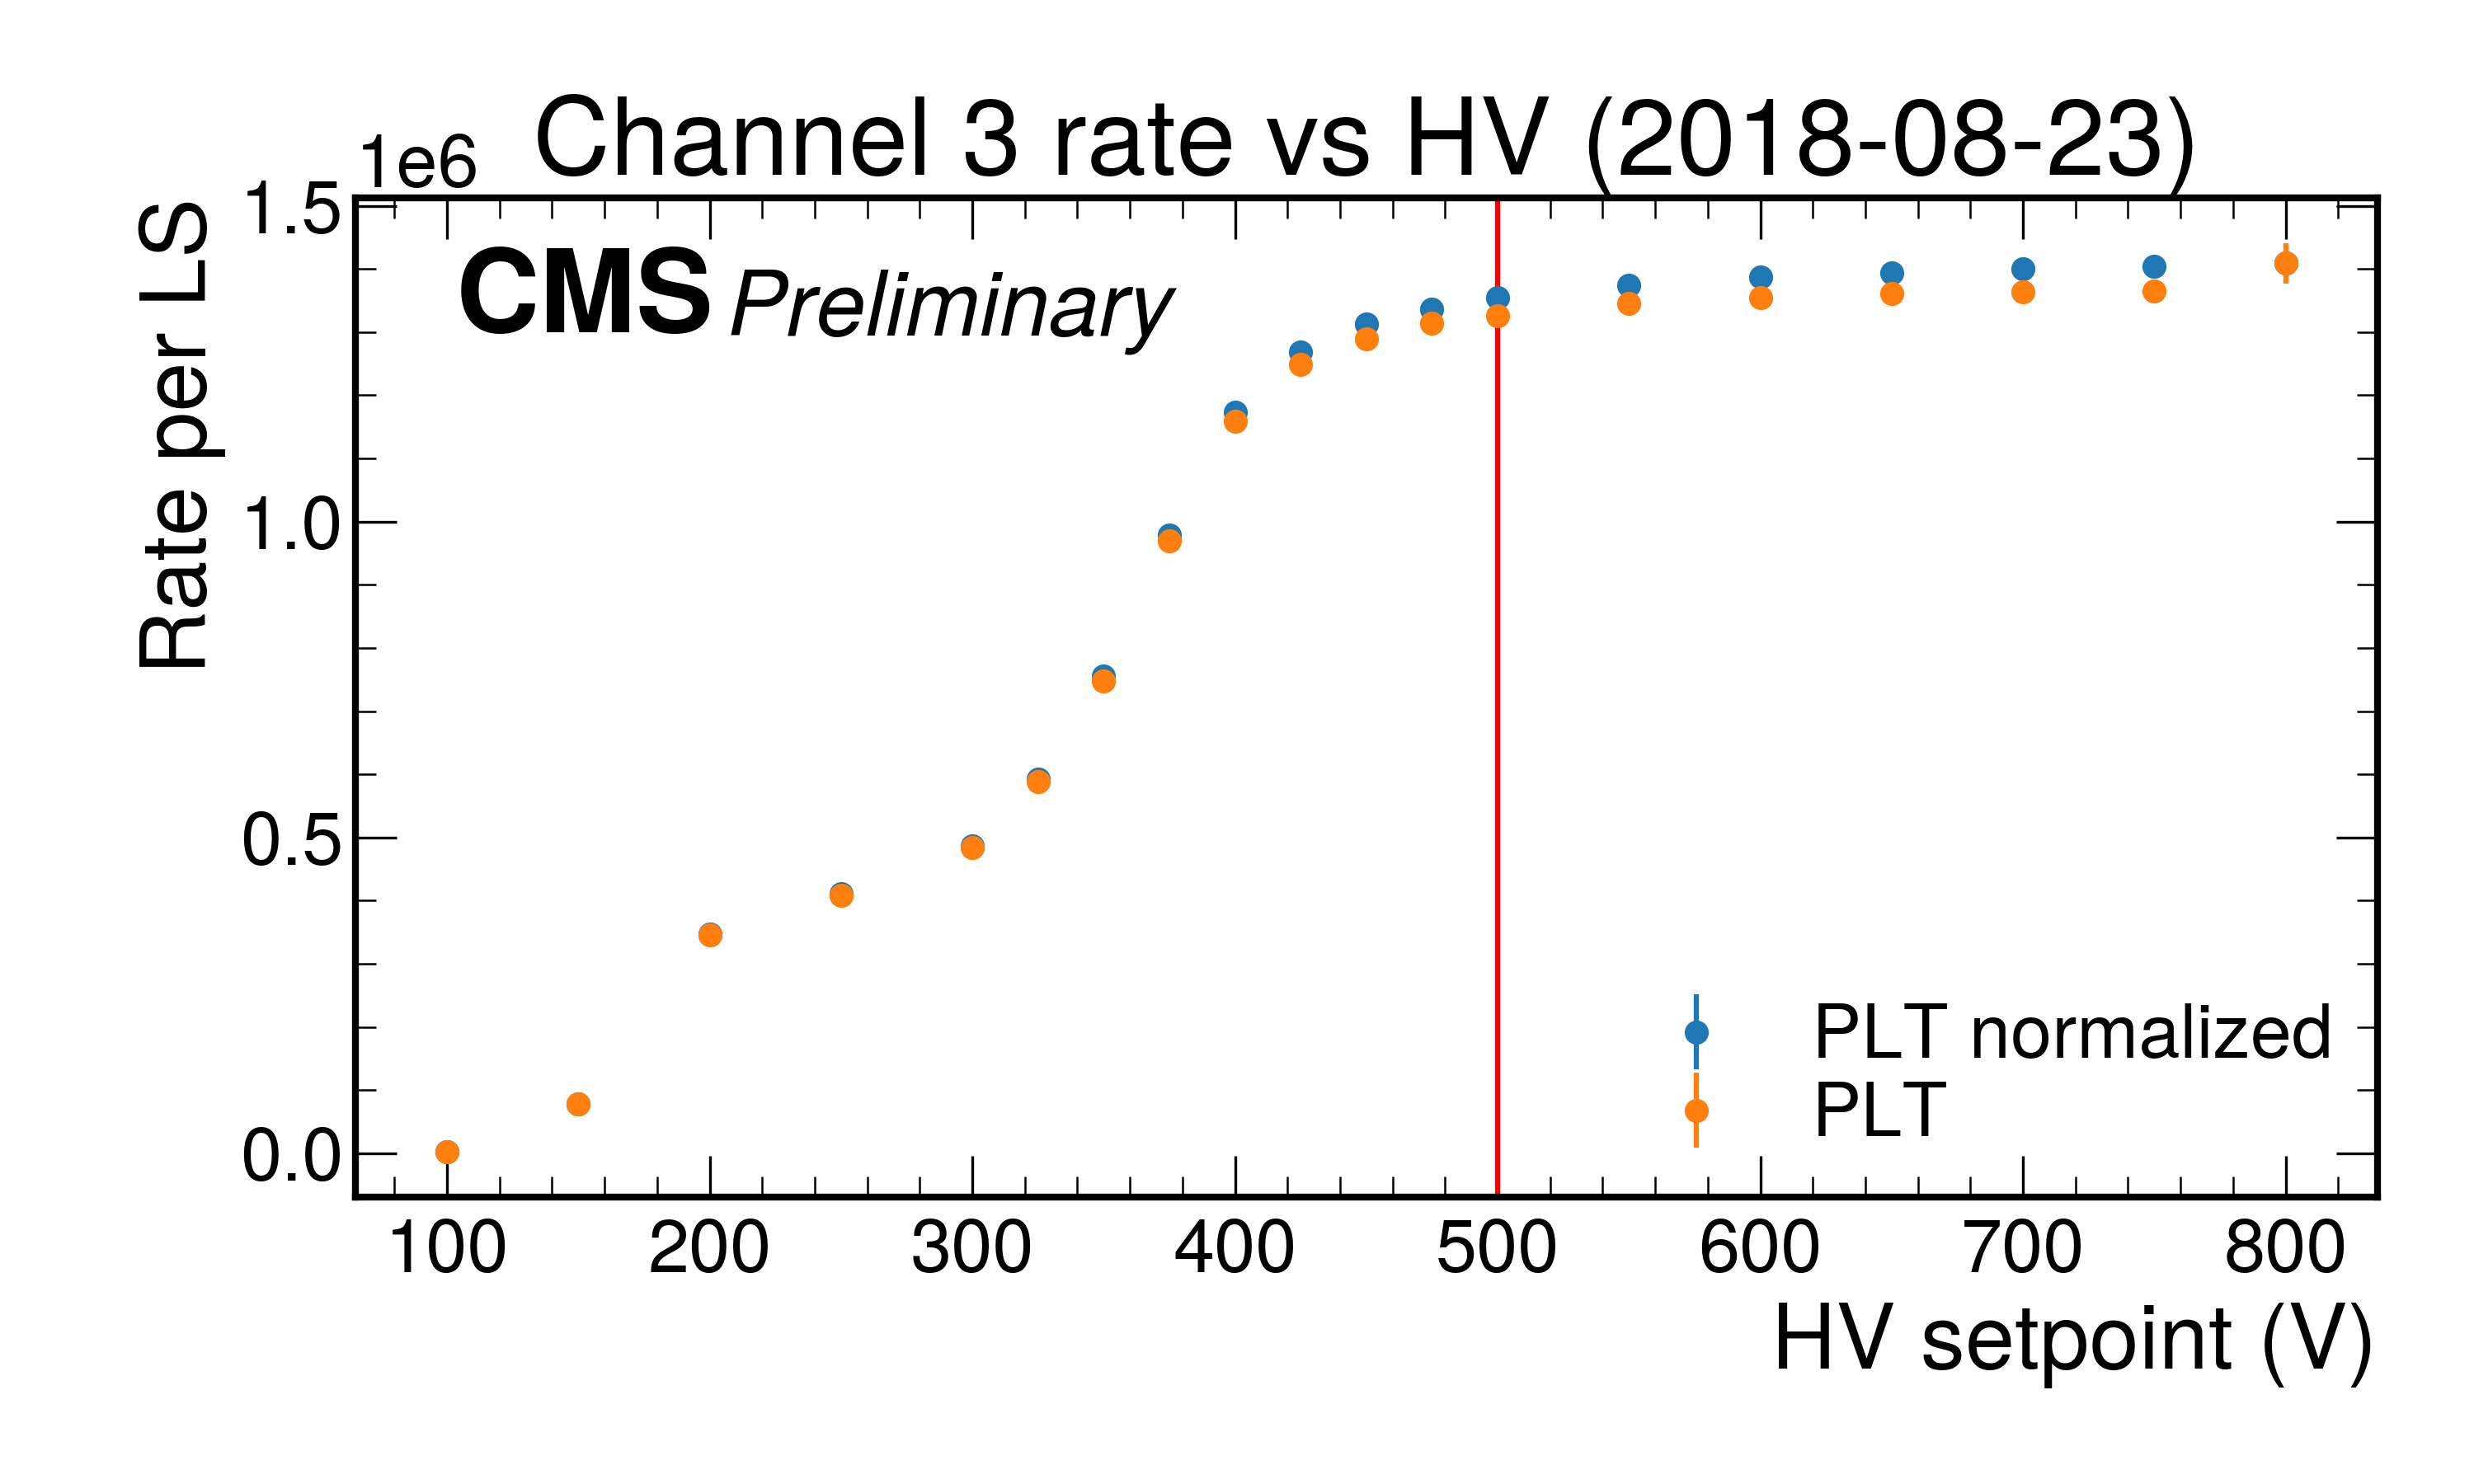 Channel 3 rate vs HV (2018-08-23)
1e6
Rate per LS
1.5
1.0
0.5
0.0
CMS Preliminary
PLT normalized
PLT
100 200 300 400 500 600 700 800
HV setpoint (V)